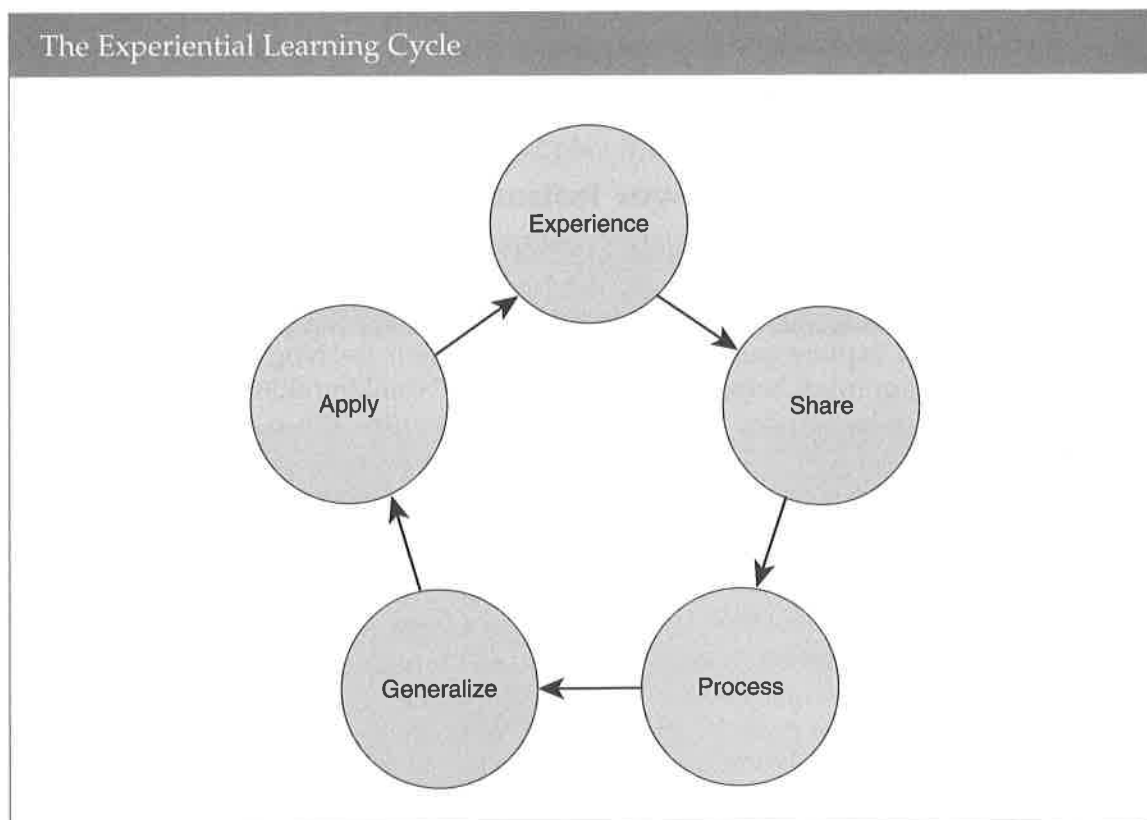 The Experiential Learning Cycle
Experience
Share
Process
Generalize
Apply